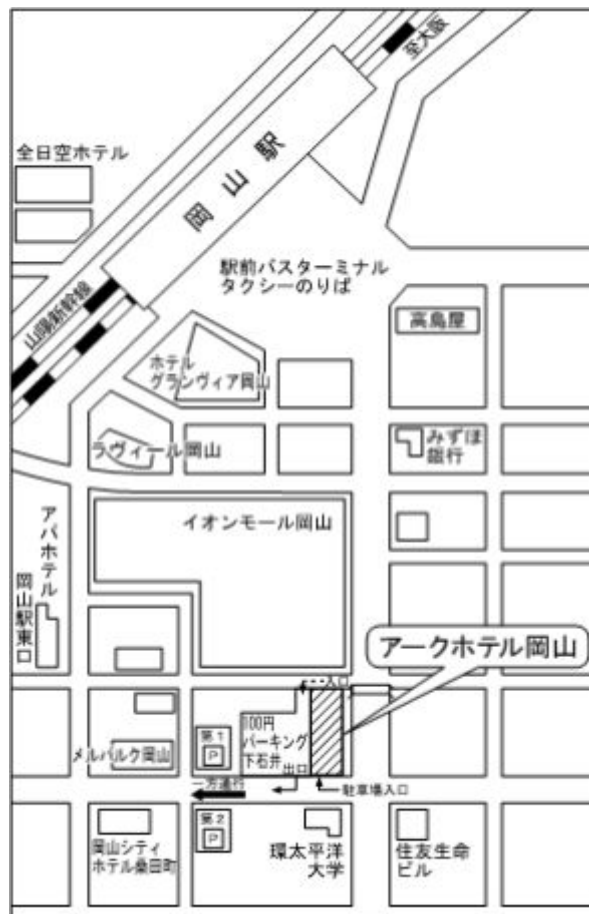 至大阪
全日空ホテル
岡山駅
駅前バスターミナル
タクシーのりば
山陽新幹線
高島屋
ホテル
グランヴィア岡山
ラヴィール岡山
みずほ
銀行
イオンモール岡山
アパホテル
岡山駅東口
アークホテル岡山
入口
100円
パーキング
下石井
出口
第1
P
メルパルク岡山
一方通行
駐車場入口
第2
P
岡山シティ
ホテル桑田町
環太平洋
大学
住友生命
ビル